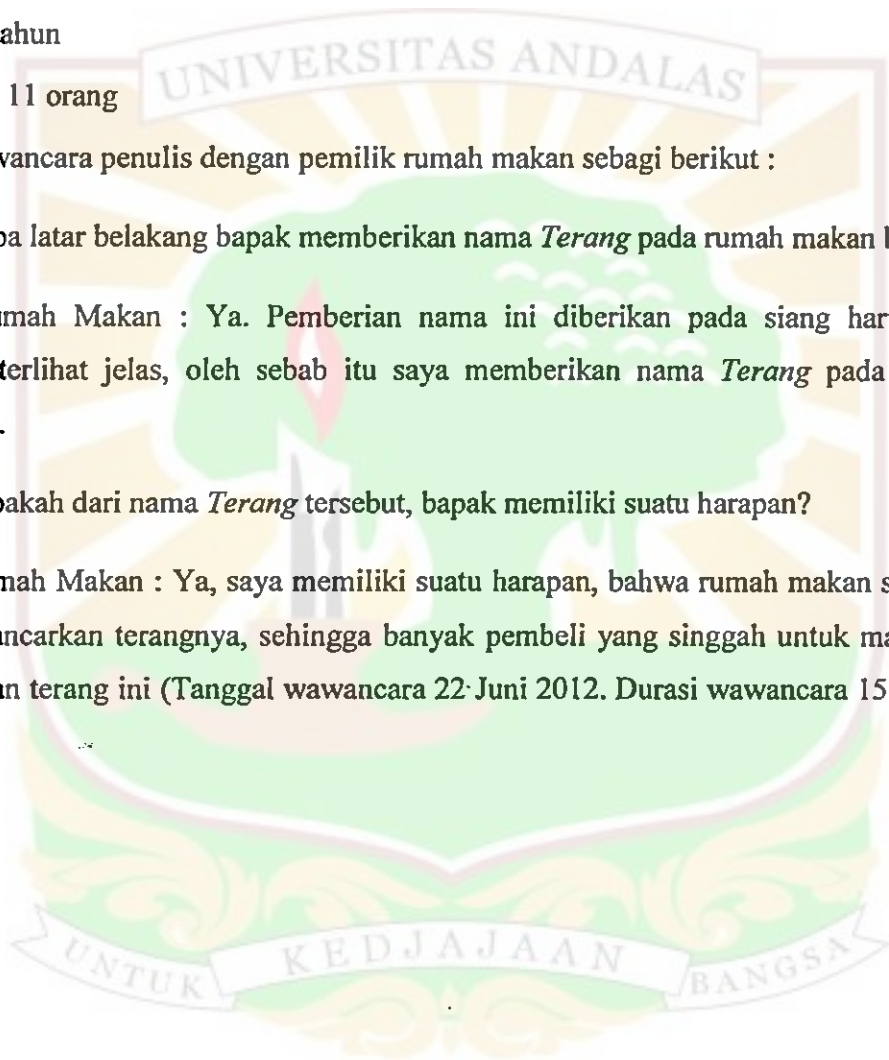 ahun
UNIVERSITAS ANDALAS
11 orang
vancara penulis dengan pemilik rumah makan sebagi berikut :
pa latar belakang bapak memberikan nama Terang pada rumah makan
mah Makan : Ya. Pemberian nama ini diberikan pada siang har
terlihat jelas, oleh sebab itu saya memberikan nama Terang pada
pakah dari nama Terang tersebut, bapak memiliki suatu harapan?
mah Makan : Ya, saya memiliki suatu harapan, bahwa rumah makan s
ncarkan terangnya, sehingga banyak pembeli yang singgah untuk ma
n terang ini (Tanggal wawancara 22 Juni 2012. Durasi wawancara 15
UNTUK KEDJAJAAN BANGSA